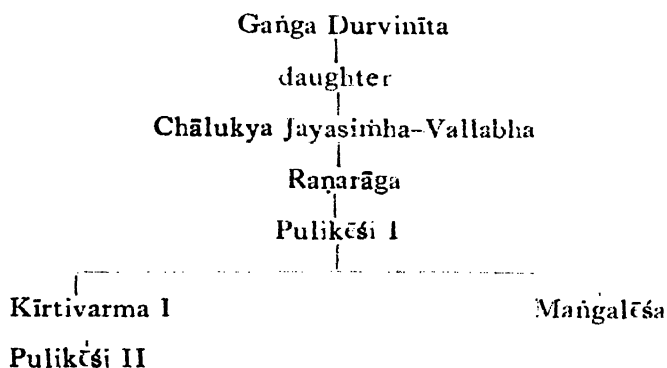 Gaṅga Durvinīta
daughter
Chālukya Jayasiṁha-Vallabha
Raṇarāga
Pulikēśi I
Kīrtivarma I Maṅgalēśa
Pulikēśi II